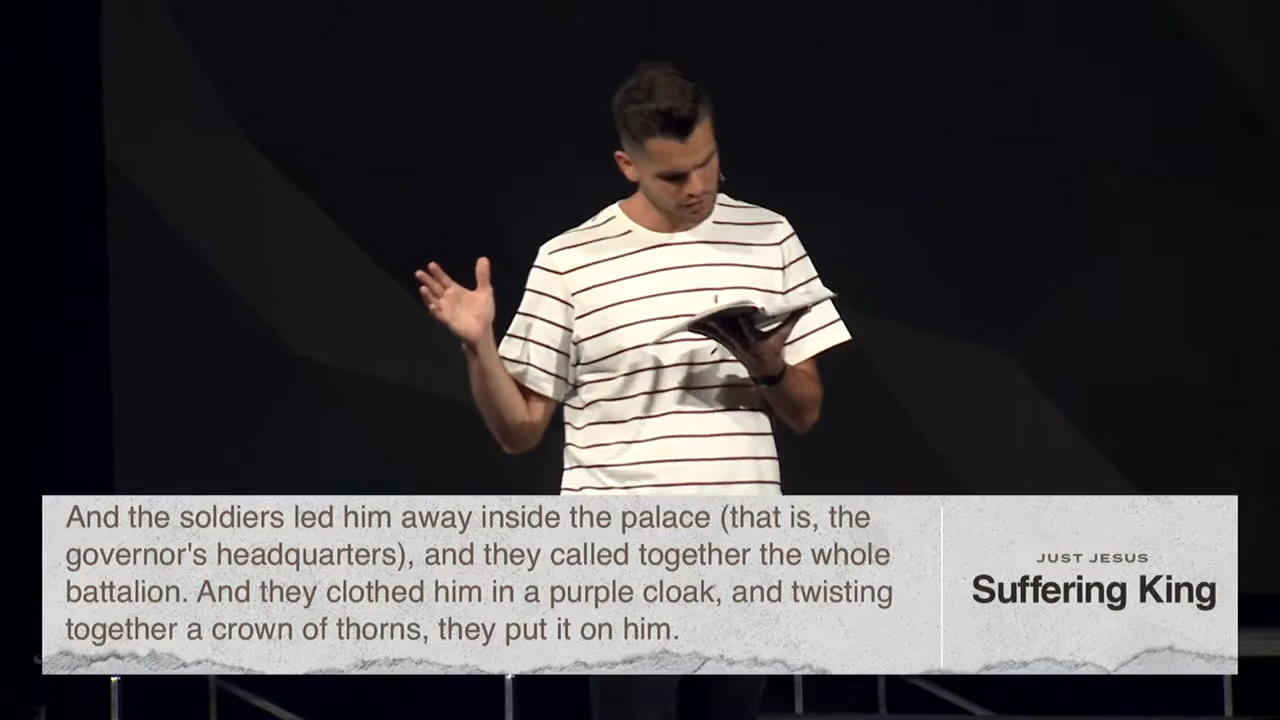 And the soldiers led him away inside the palace (that is, the
governor's headquarters), and they called together the whole
battalion. And they clothed him in a purple cloak, and twisting
together a crown of thorns, they put it on him.
JUST JESUS
Suffering King